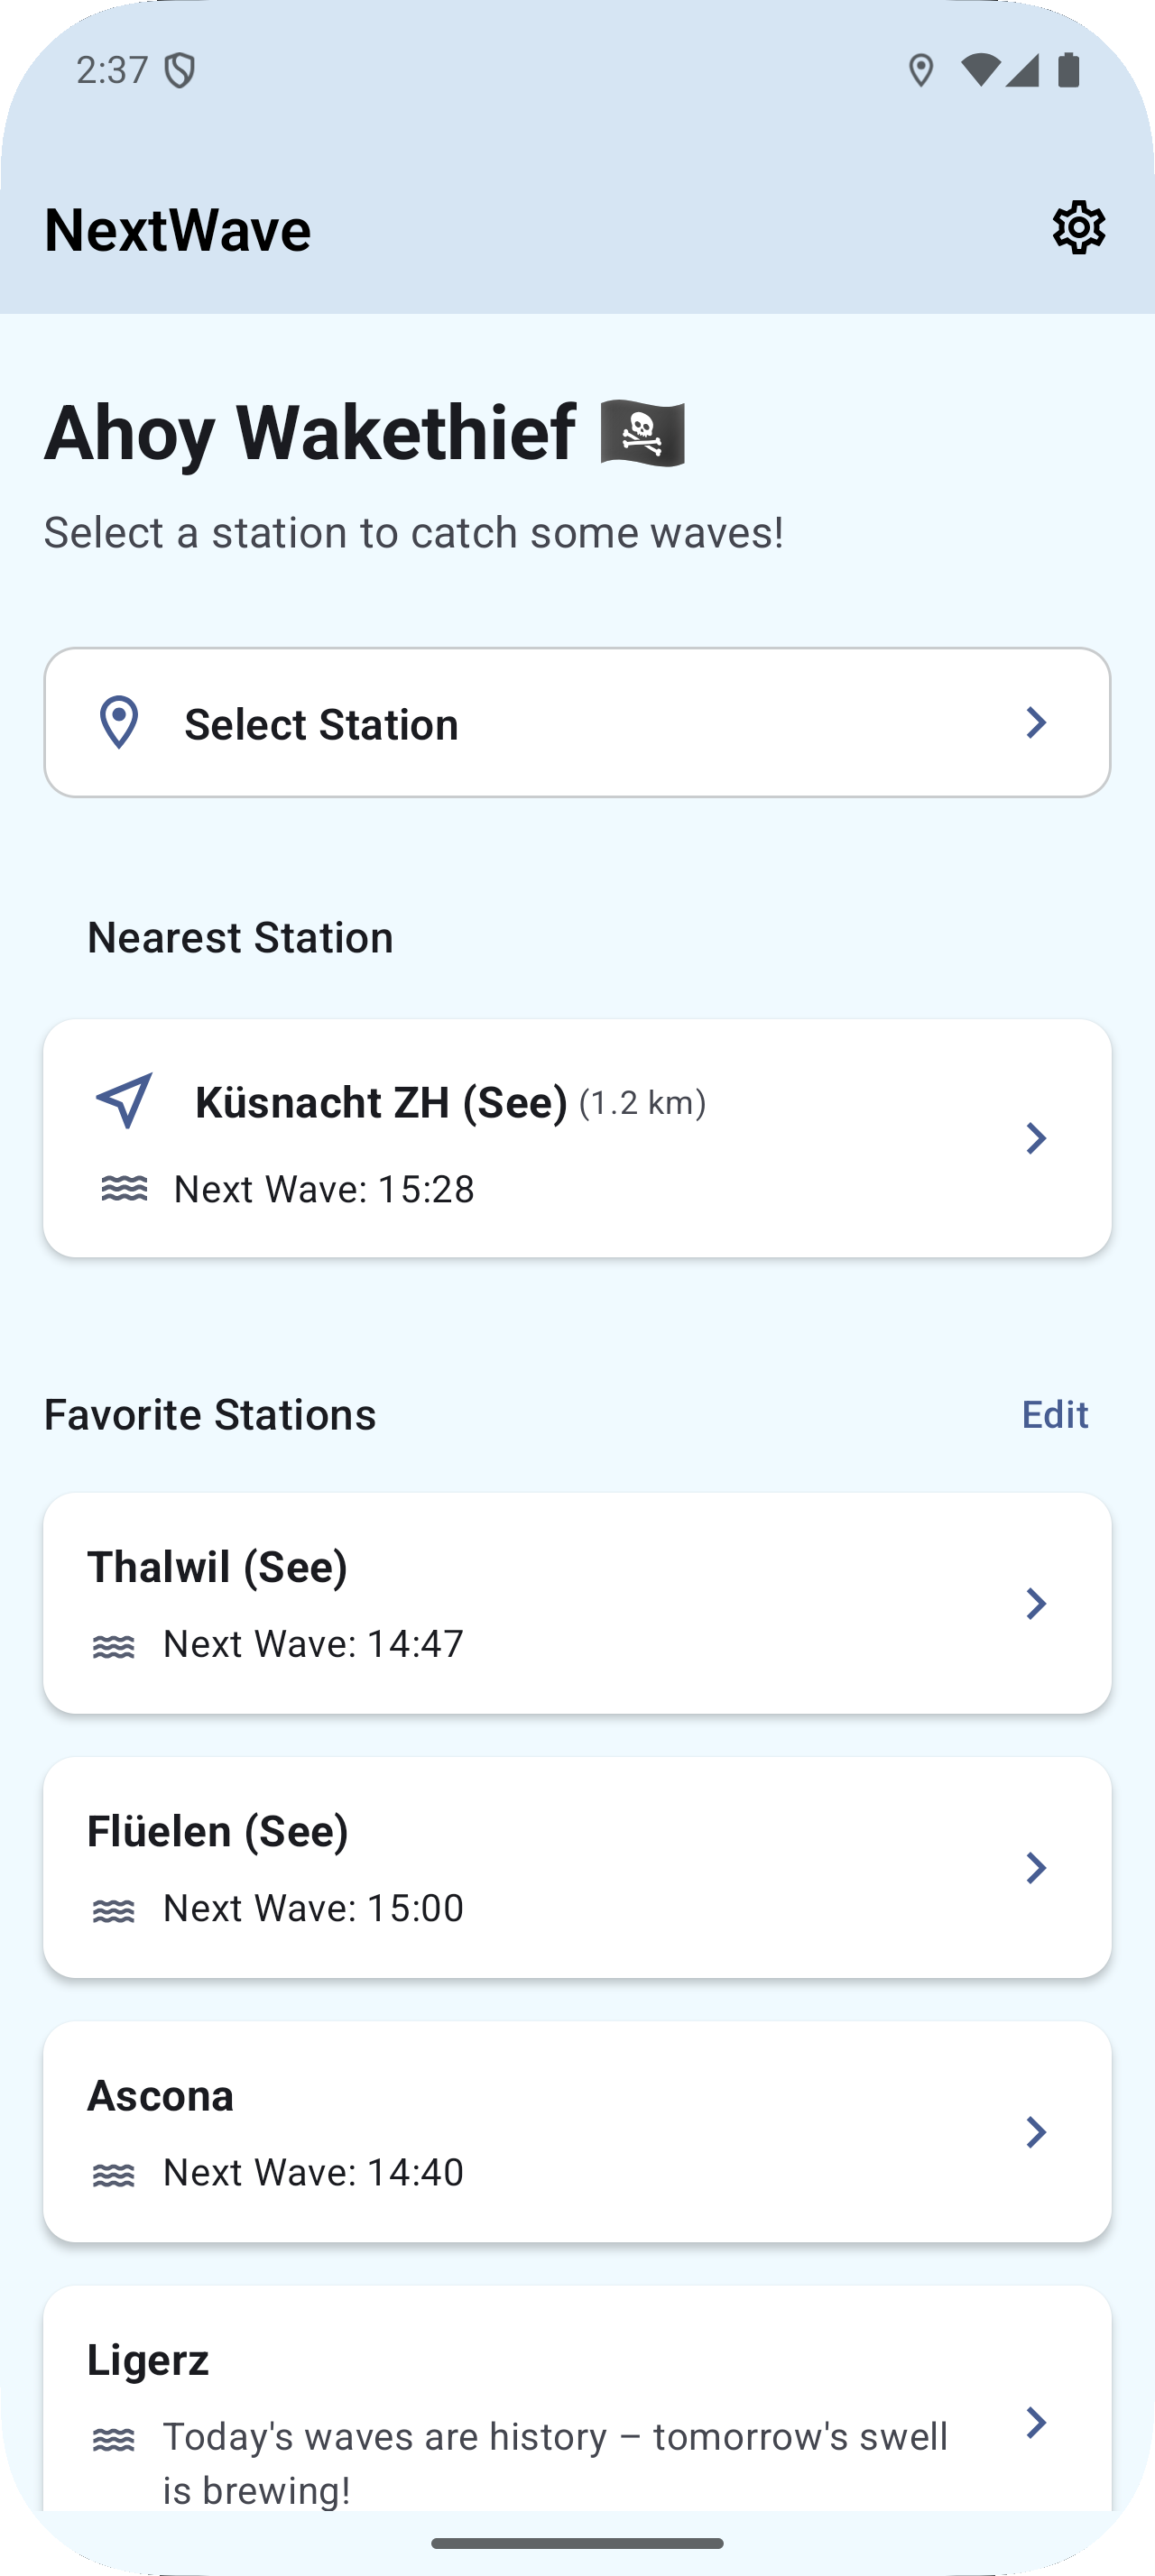 2:37
NextWave
Ahoy Wakethief 🏴‍☠️
Select a station to catch some waves!
Select Station
Nearest Station
Küsnacht ZH (See) (1.2 km)
Next Wave: 15:28
Favorite Stations
Edit
Thalwil (See)
Next Wave: 14:47
Flüelen (See)
Next Wave: 15:00
Ascona
Next Wave: 14:40
Ligerz
Today's waves are history – tomorrow's swell
is brewing!